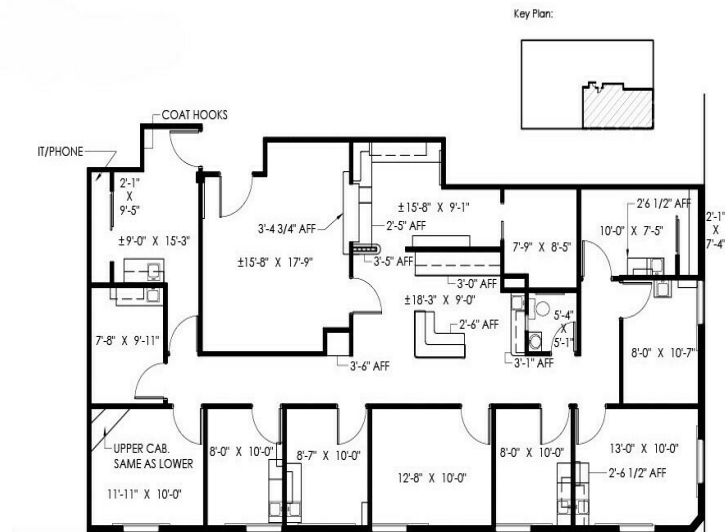 Key Plan:
COAT HOOKS
IT/PHONE
2'-1"
X
9'-5"
±9'-0" X 15'-3"
3'-4 3/4" AFF
±15'-8" X 17'-9"
±15'-8" X 9'-1"
2'-5" AFF
3'-5" AFF
3'-0" AFF
7'-9" X 8'-5"
2'6 1/2" AFF
10'-0" X 7'-5"
2'-1"
X
7'-4"
7'-8" X 9'-11"
±18'-3" X 9'-0"
2'-6" AFF
3'-6" AFF
5'-4"
X
5'-1"
3'-1" AFF
8'-0" X 10'-7"
UPPER CAB.
SAME AS LOWER
11'-11" X 10'-0"
8'-0" X 10'-0"
8'-7" X 10'-0"
12'-8" X 10'-0"
8'-0" X 10'-0"
13'-0" X 10'-0"
2'-6 1/2" AFF